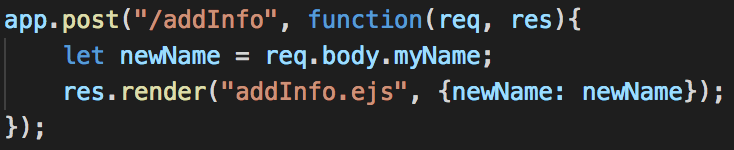 app.post("/addInfo", function(req, res){
    let newName = req.body.myName;
    res.render("addInfo.ejs", {newName: newName});
});